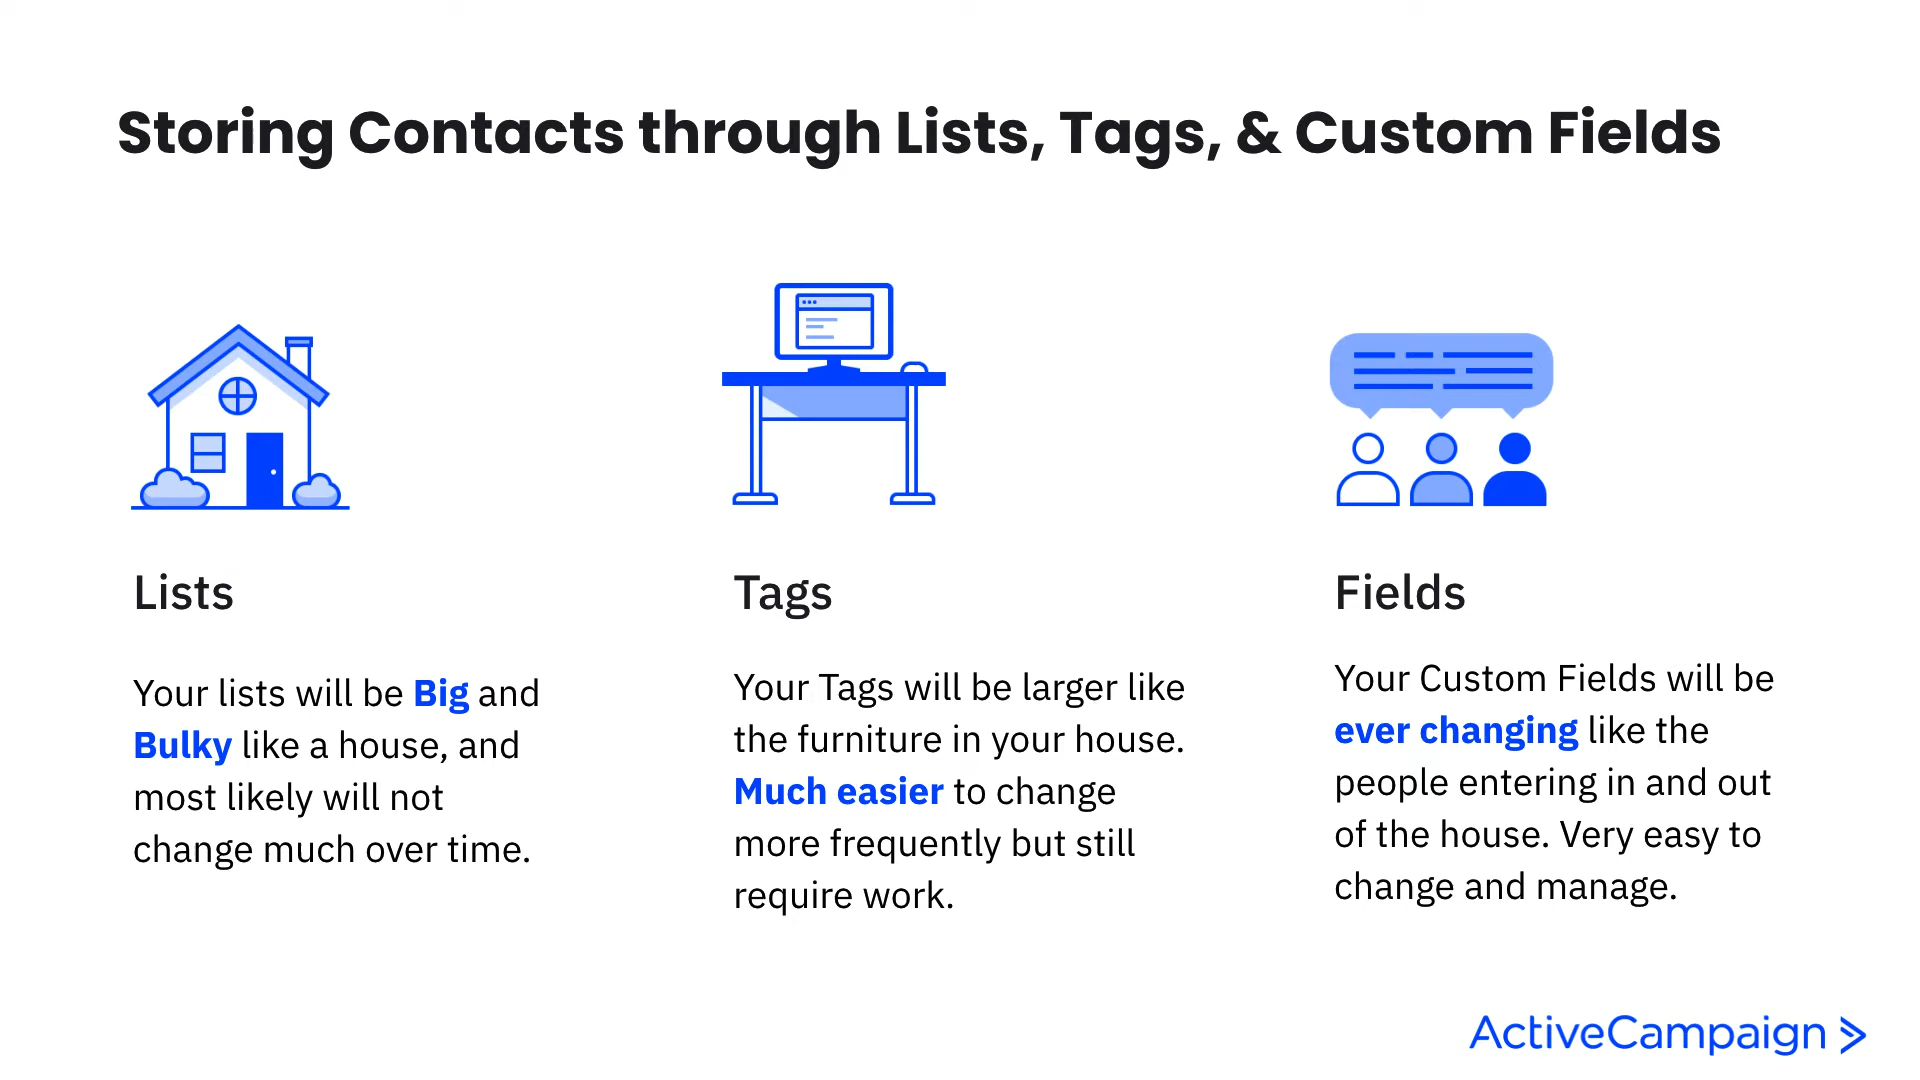 Storing Contacts through Lists, Tags, & Custom Fields
Lists
Your lists will be Big and
Bulky like a house, and
most likely will not
change much over time.
Tags
Your Tags will be larger like
the furniture in your house.
Much easier to change
more frequently but still
require work.
Fields
Your Custom Fields will be
ever changing like the
people entering in and out
of the house. Very easy to
change and manage.
ActiveCampaign